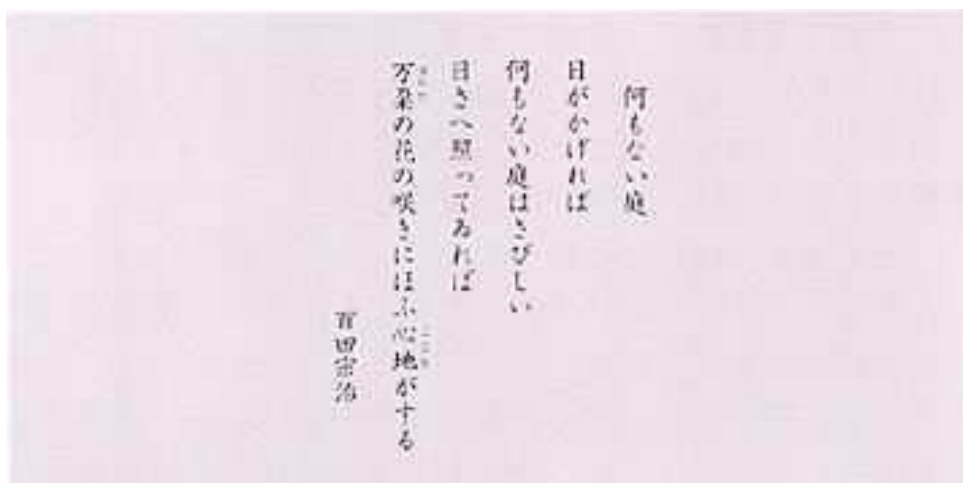 何もない庭
日がかげれば
何もない庭はさびしい
日さへ照ってゐれば
万朶の花の咲きにほふ心地がする
百田宗治